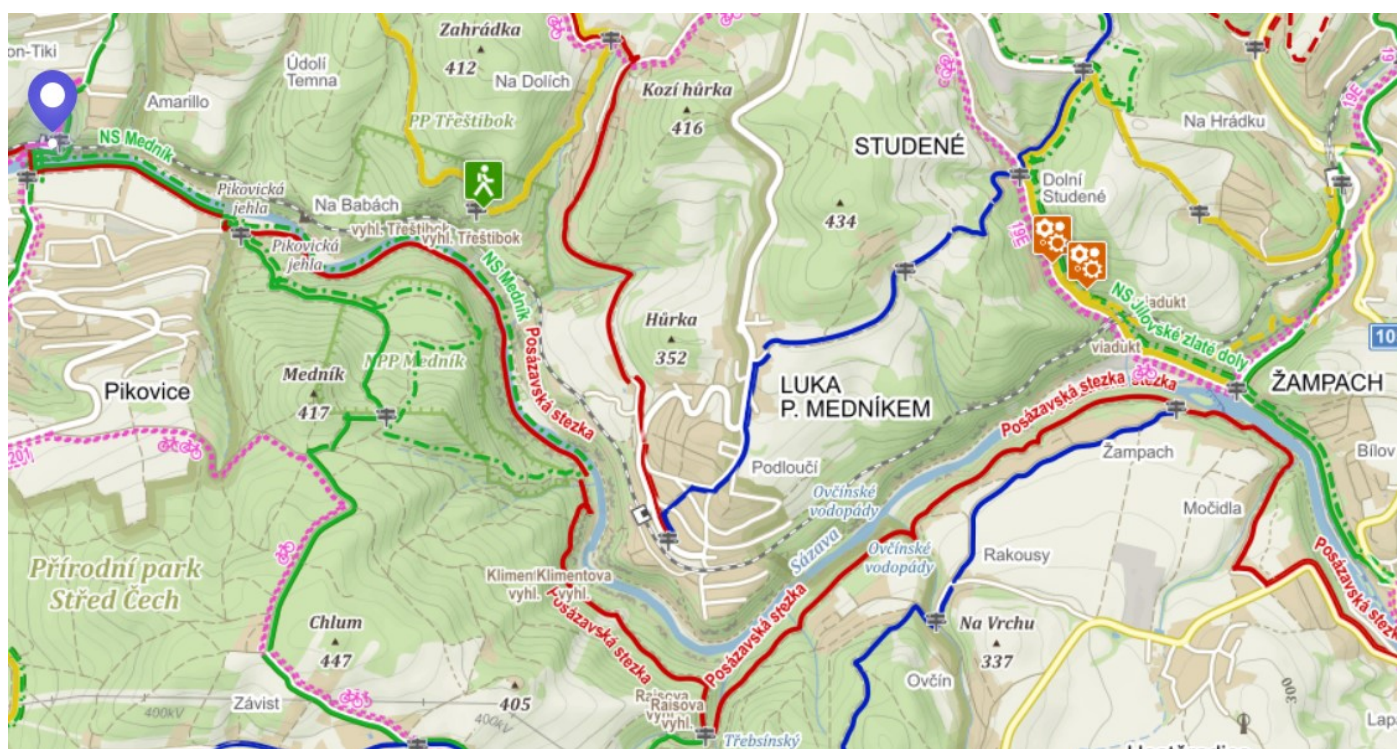 on-Tiki
Zahrádka
412
Údolí
Temna
Na Dolích
Amarillo
Kozí hůrka
416
PP Třeštibok
NS Medník
STUDENÉ
Na Hrádku
19E
19
Dolní
Studené
434
19E
Pikovická
jehla
Na Babách
vyhl. Třeštibok
vyhl. Třeštibok
Pikovická
jehla
NS Medník
NS Jílovské zlaté doly
viadukt
viadukt
Hůrka
352
Posázavská stezka
NPP Medník
Medník
417
Pikovice
LUKA
P. MEDNÍKEM
ŽAMPACH
10
Posázavská stezka
stezka
Podloučí
Žampach
Bílov
201
Ovčínské
vodopády
Močidla
Sázava
Ovčínské
vodopády
Rakousy
Přírodní park
Střed Čech
Klimentova
vyhl.
vyhl.
Posázavská stezka
Posázavská stezka
Posázavská stezka
Chlum
447
Na Vrchu
337
Ovčín
Závist
405
400kV
400kV
Raisova
vyhl.
300
Třebsínský
Lap